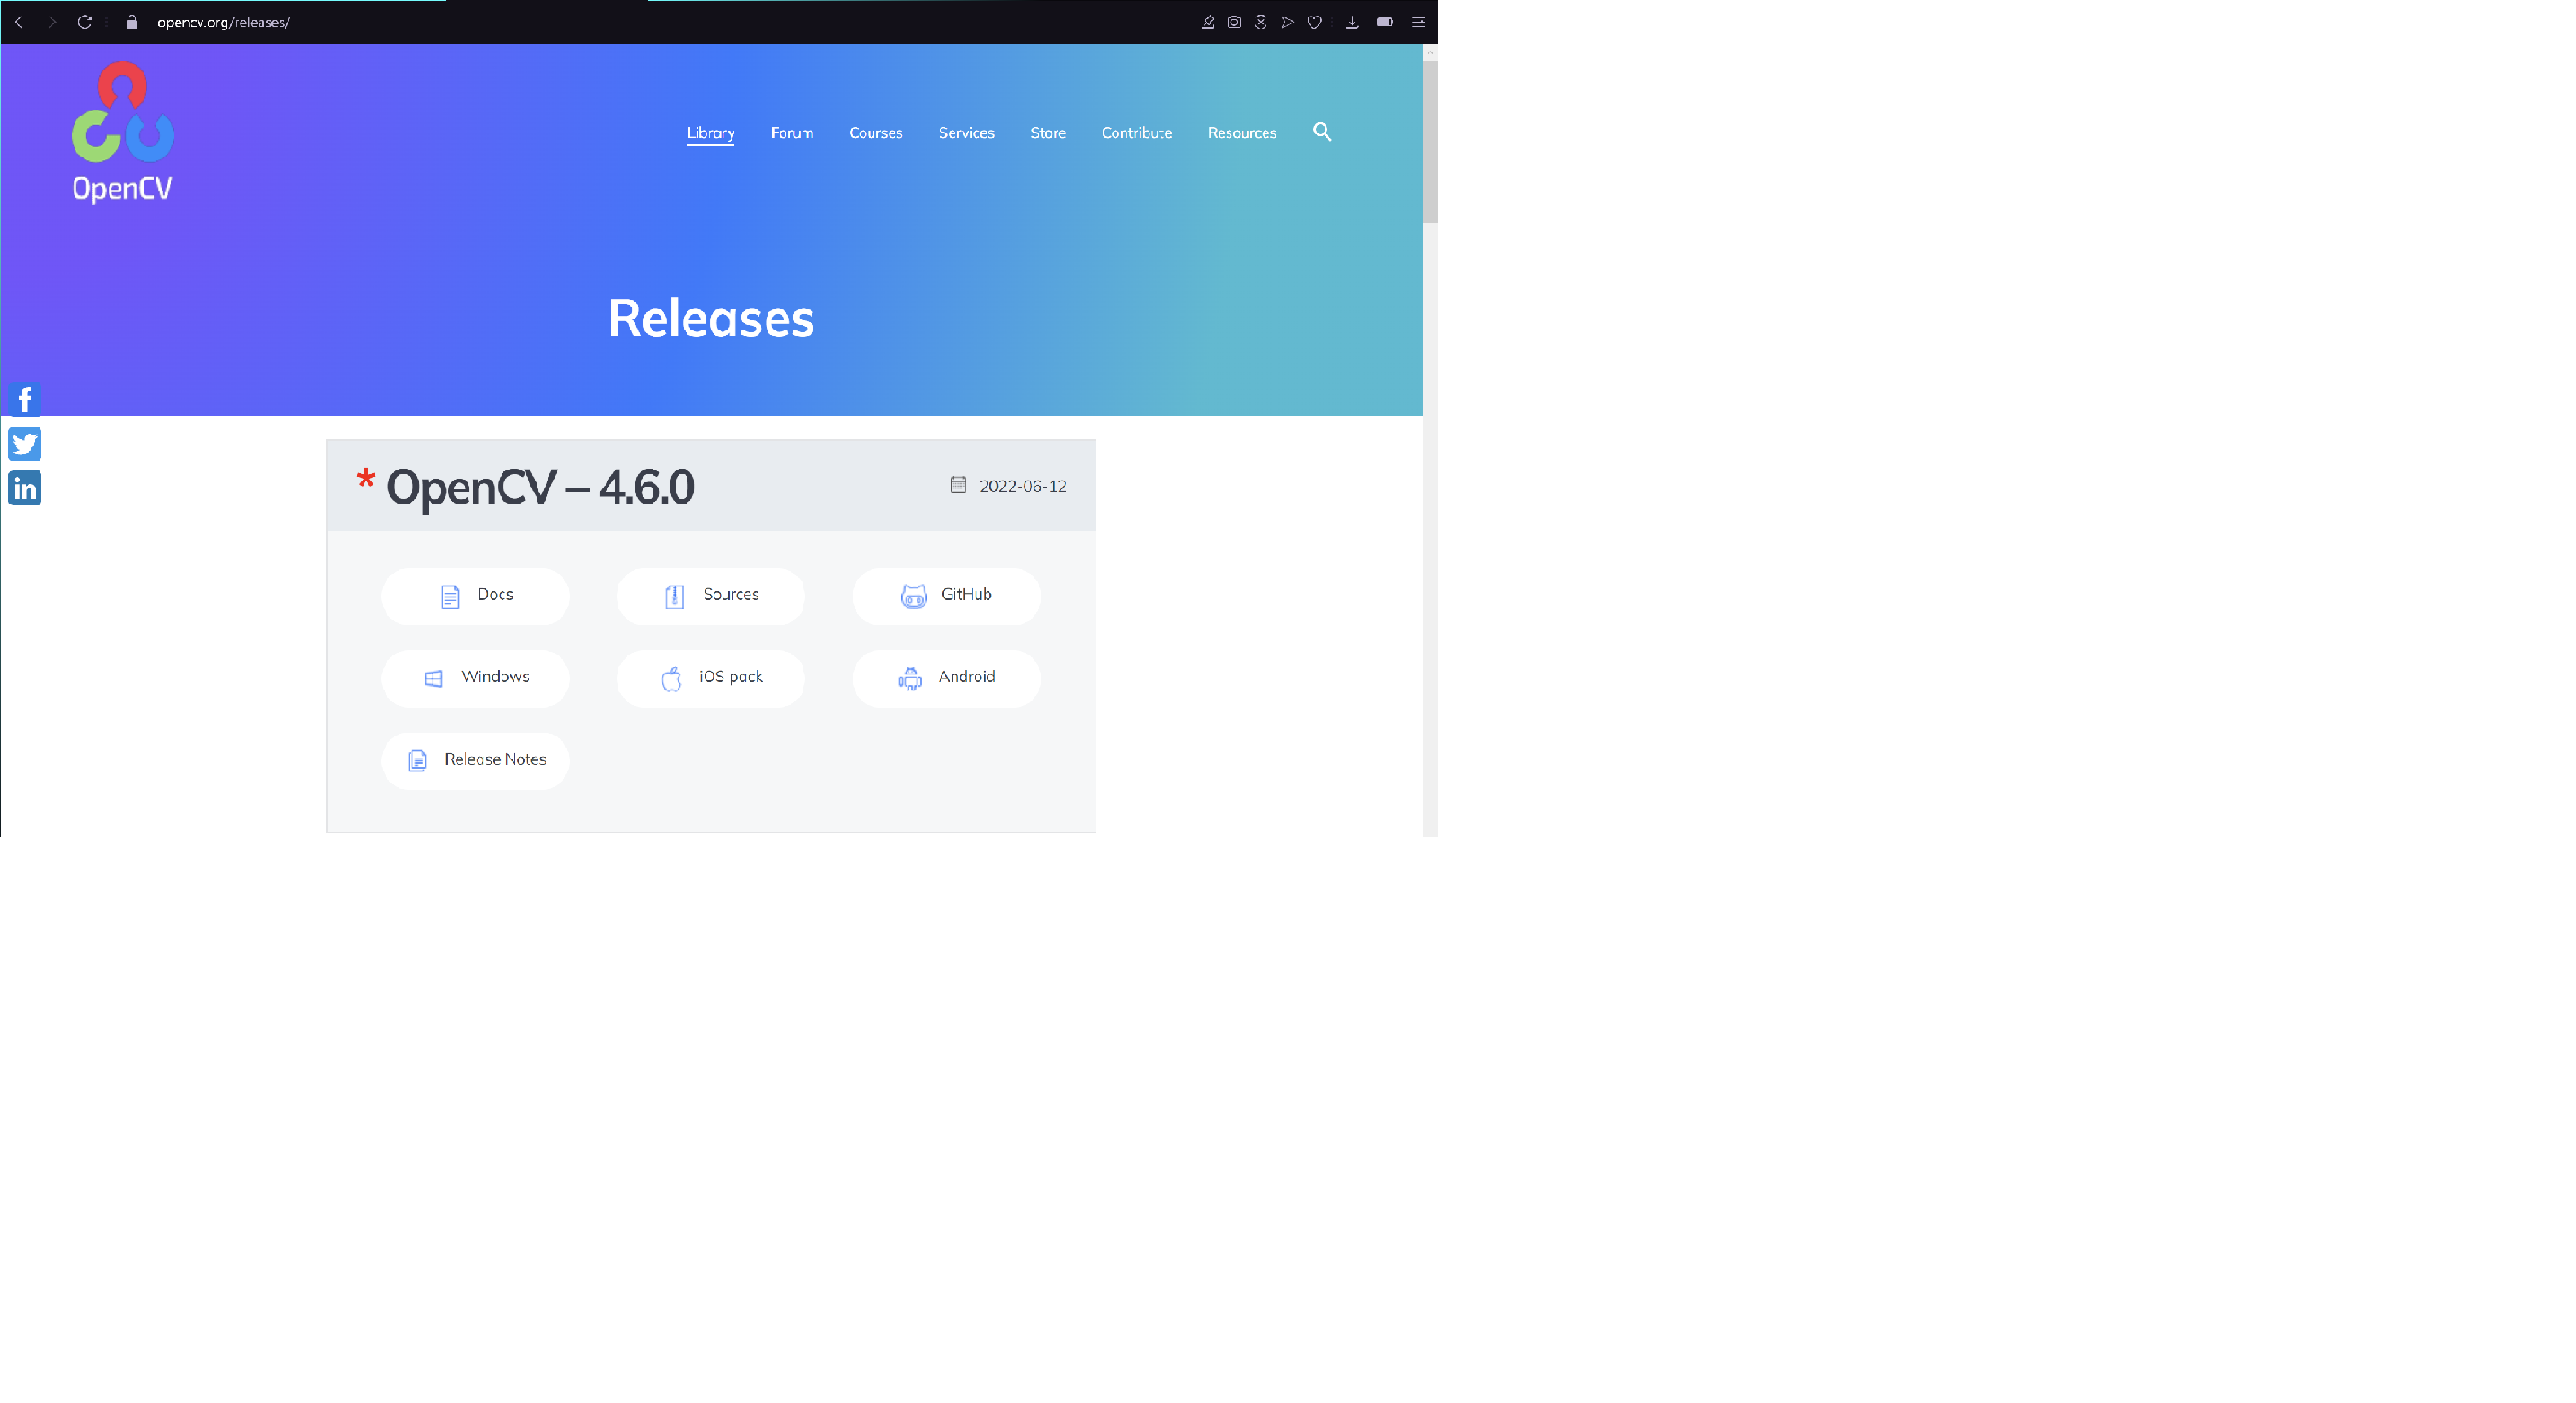 opencv.org/releases/
OpenCV
Library Forum Courses Services Store Contribute Resources
Releases
* OpenCV – 4.6.0
2022-06-12
Docs Sources GitHub
Windows iOS pack Android
Release Notes